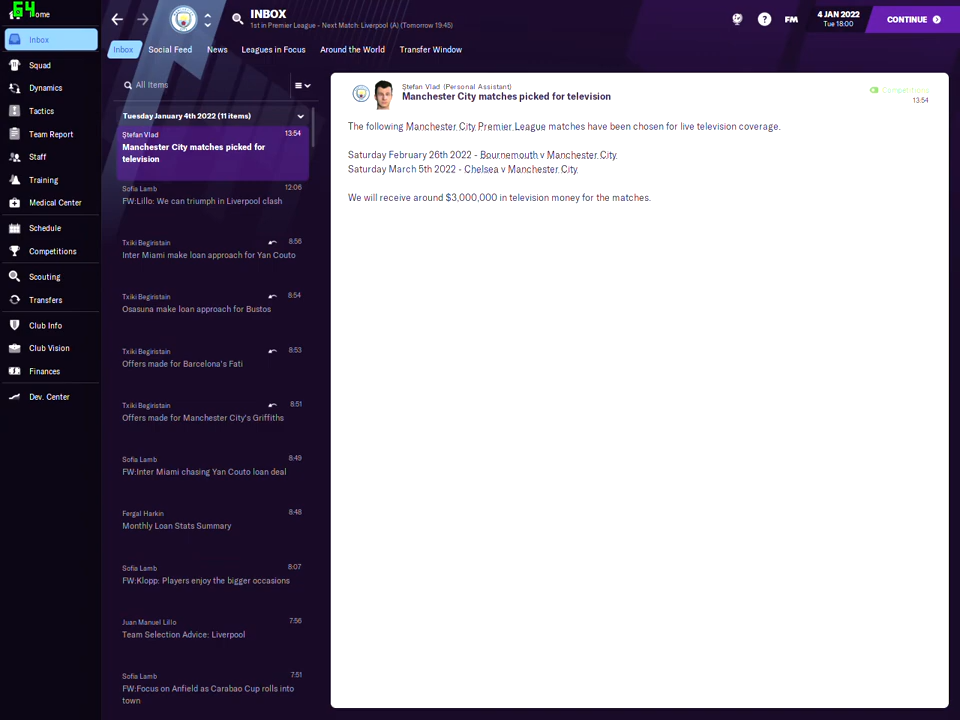 64
Home
INBOX
1st in Premier League - Next Match: Liverpool (A) (Tomorrow 19:45)
?
FM
4 JAN 2022
Tue 18:00
CONTINUE
Inbox
Squad
Dynamics
Tactics
Team Report
Staff
Training
Medical Center
Schedule
Competitions
Scouting
Transfers
Club Info
Club Vision
Finances
Dev. Center
Inbox
Social Feed
News
Leagues in Focus
Around the World
Transfer Window
All Items
Tuesday January 4th 2022 (11 items)
Ștefan Vlad
13:54
Manchester City matches picked for
television
Sofia Lamb
12:06
FW:Lillo: We can triumph in Liverpool clash
Txiki Begiristain
8:56
Inter Miami make loan approach for Yan Couto
Txiki Begiristain
8:54
Osasuna make loan approach for Bustos
Txiki Begiristain
8:53
Offers made for Barcelona's Fati
Txiki Begiristain
8:51
Offers made for Manchester City's Griffiths
Sofia Lamb
8:49
FW:Inter Miami chasing Yan Couto loan deal
Fergal Harkin
8:48
Monthly Loan Stats Summary
Sofia Lamb
8:07
FW:Klopp: Players enjoy the bigger occasions
Juan Manuel Lillo
7:56
Team Selection Advice: Liverpool
Sofia Lamb
7:51
FW:Focus on Anfield as Carabao Cup rolls into
town
Ștefan Vlad (Personal Assistant)
Manchester City matches picked for television
Competitions
13:54
The following Manchester City Premier League matches have been chosen for live television coverage.
Saturday February 26th 2022 - Bournemouth v Manchester City
Saturday March 5th 2022 - Chelsea v Manchester City
We will receive around $3,000,000 in television money for the matches.